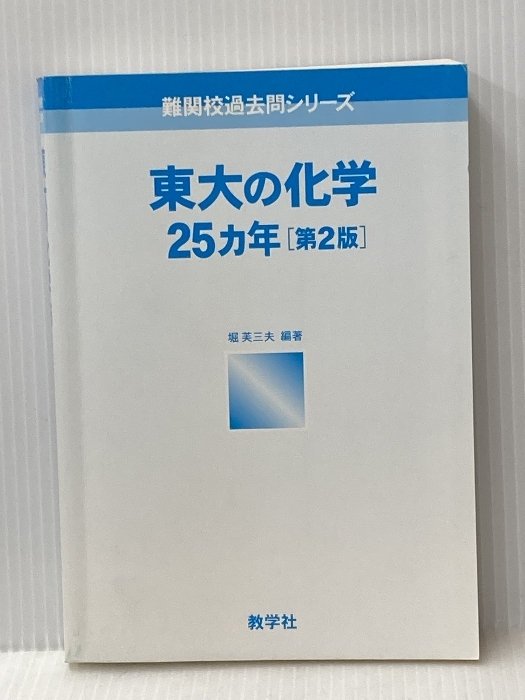 難関校過去問シリーズ
東大の化学
25カ年[第2版]
堀 芙三夫 編著
教学社